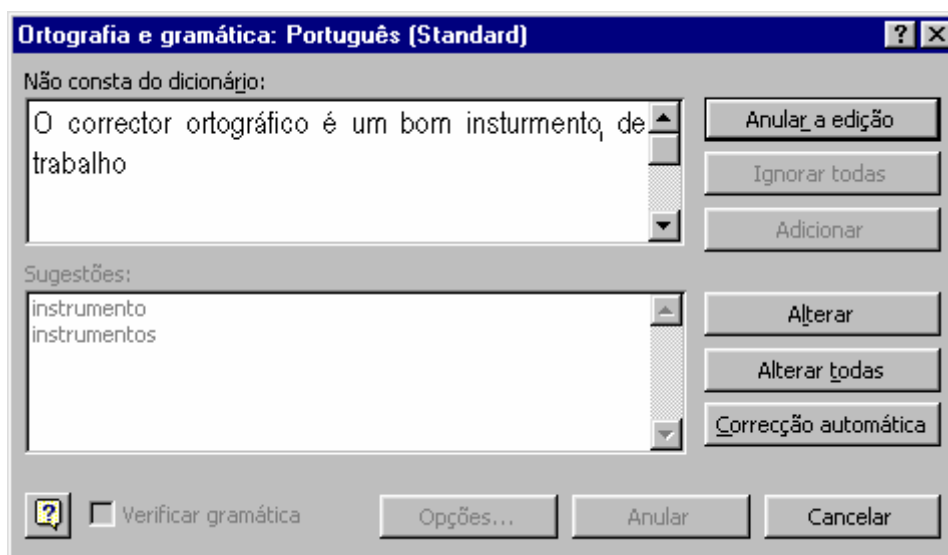 Ortografia e gramática: Português (Standard)
Não consta do dicionário:
O corrector ortográfico é um bom insturmento de
trabalho
Anular a edição
Ignorar todas
Adicionar
Sugestões:
instrumento
instrumentos
Alterar
Alterar todas
Correcção automática
Verificar gramática
Opções...
Anular
Cancelar